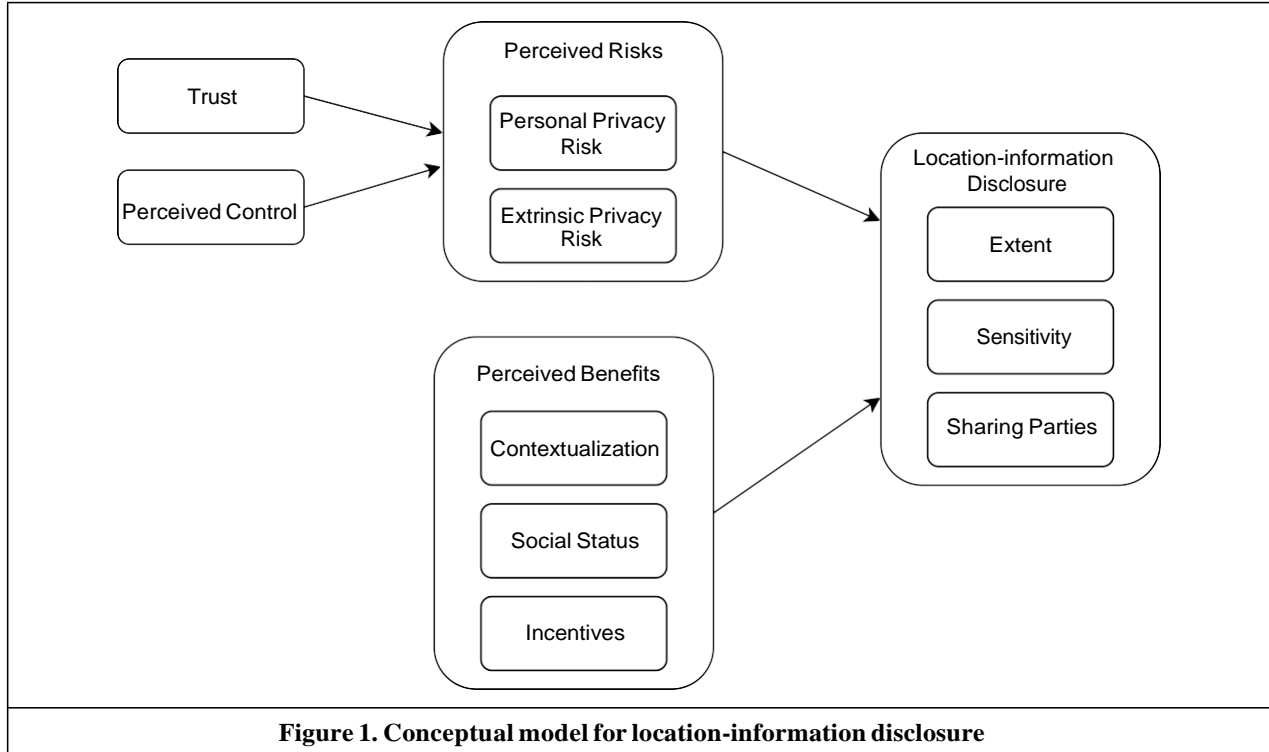 Trust
Perceived Control
Perceived Risks
Personal Privacy
Risk
Extrinsic Privacy
Risk
Perceived Benefits
Contextualization
Social Status
Incentives
Location-information
Disclosure
Extent
Sensitivity
Sharing Parties
Figure 1. Conceptual model for location-information disclosure